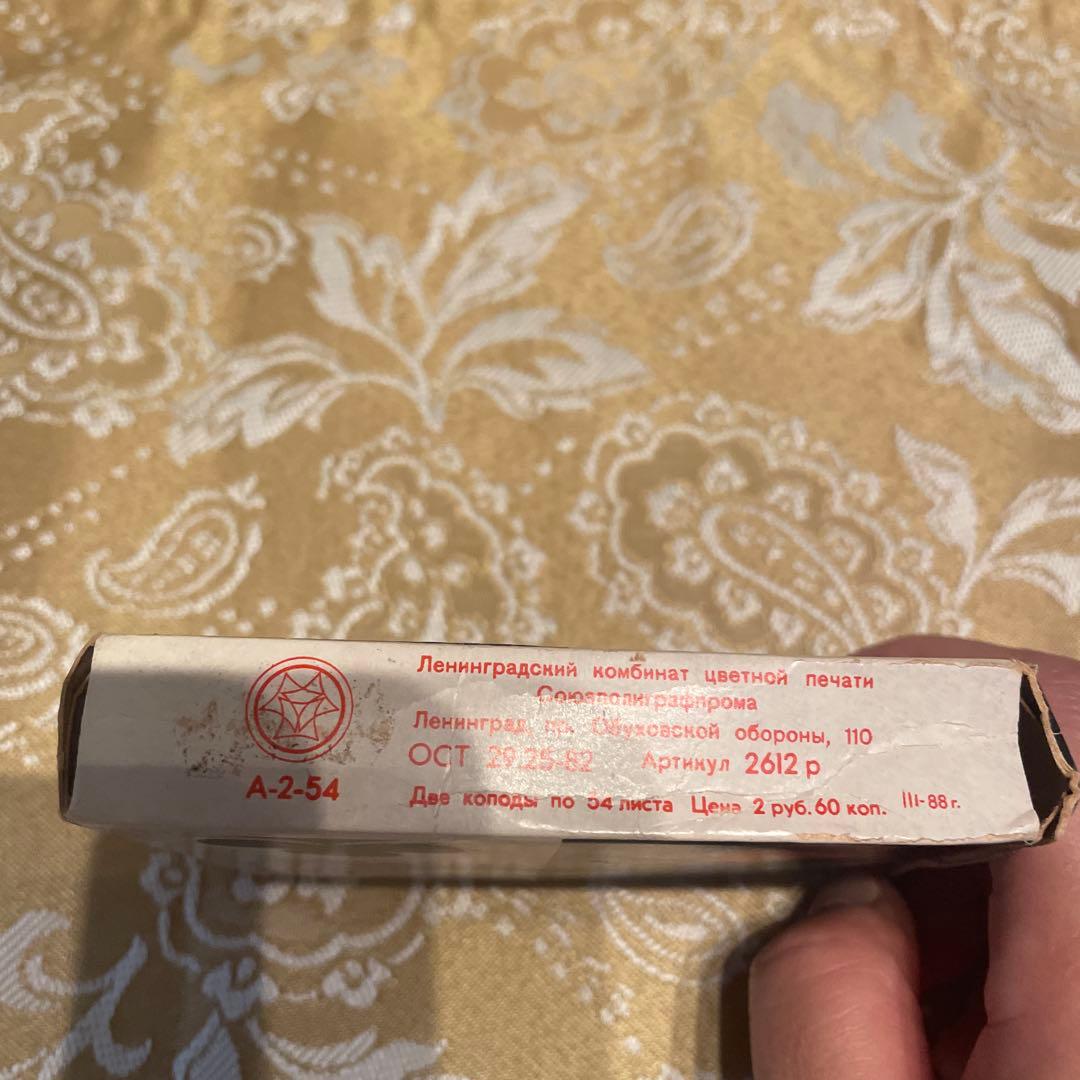 Ленинградский комбинат цветной печати
Союзполиграфпрома
Ленинград, пр. Обуховской обороны, 110
ОСТ 29.25-82 Артикул 2612 р
А-2-54
Две колоды по 54 листа Цена 2 руб. 60 коп. III-88 г.